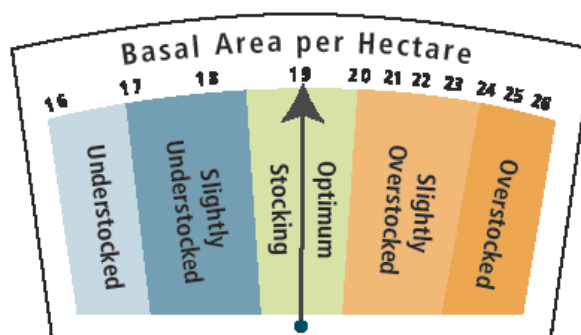 Basal Area per Hectare
16 17 18 19 20 21 22 23 24 25 26
Understocked
Slightly
Understocked
Optimum
Stocking
Slightly
Overstocked
Overstocked